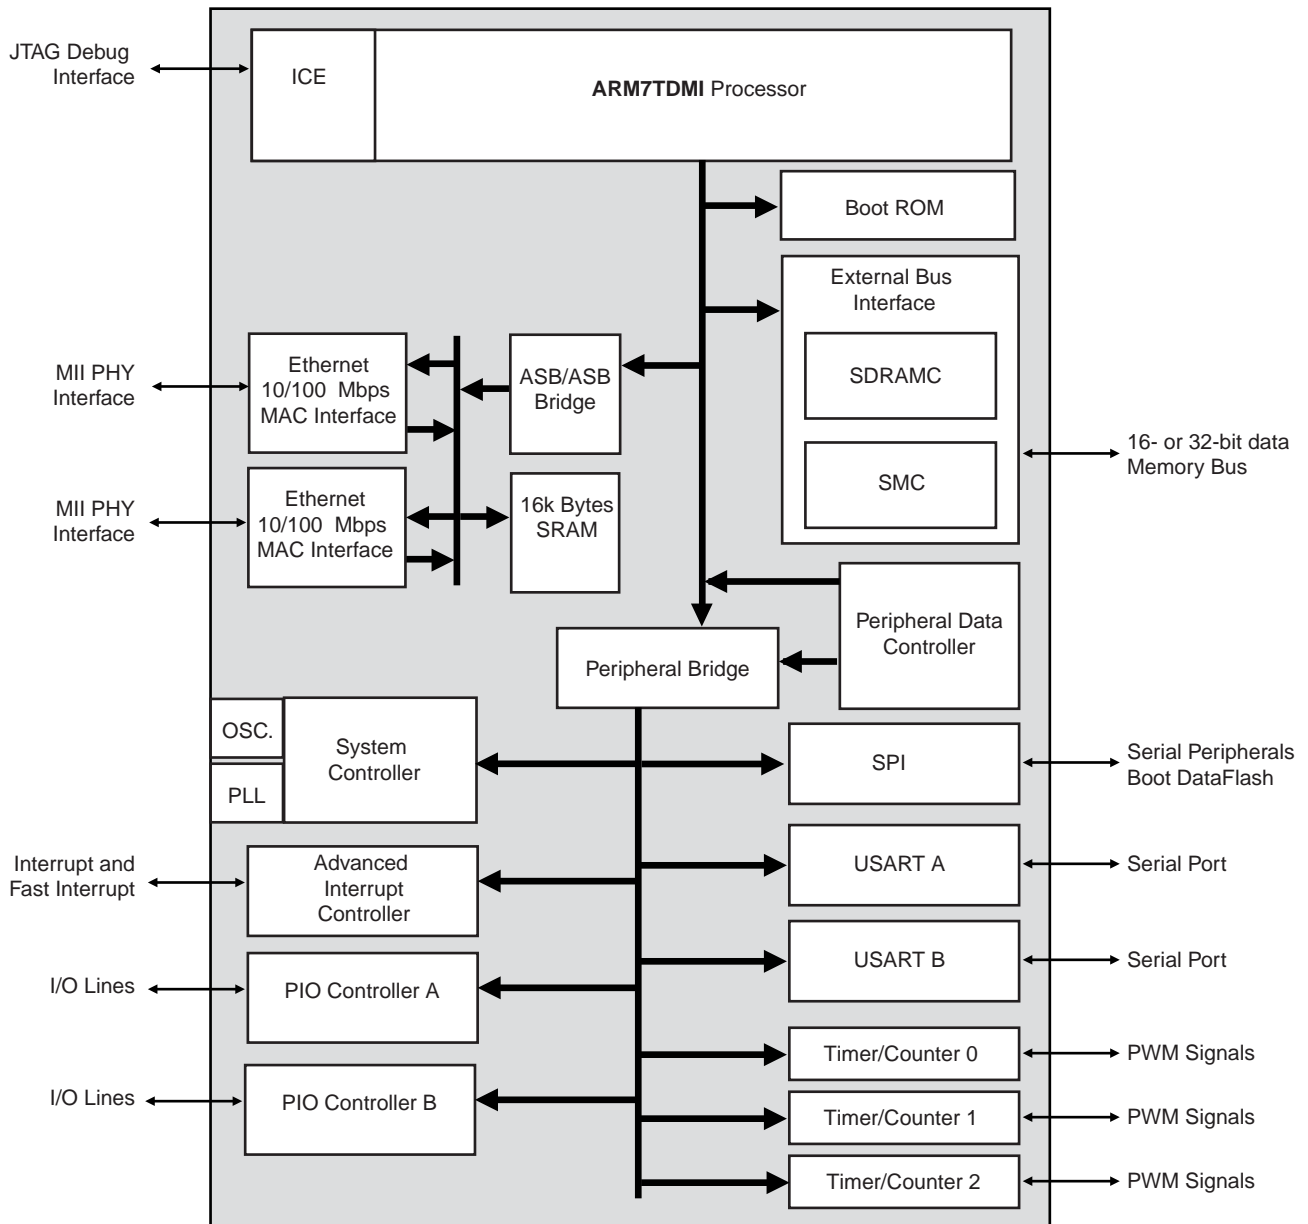 JTAG Debug
Interface
ICE
ARM7TDMI Processor
Boot ROM
External Bus
Interface
SDRAMC
SMC
16- or 32-bit data
Memory Bus
MII PHY
Interface
Ethernet
10/100 Mbps
MAC Interface
ASB/ASB
Bridge
MII PHY
Interface
Ethernet
10/100 Mbps
MAC Interface
16k Bytes
SRAM
Peripheral Bridge
Peripheral Data
Controller
OSC.
PLL
System
Controller
SPI
Serial Peripherals
Boot DataFlash
Interrupt and
Fast Interrupt
Advanced
Interrupt
Controller
USART A
Serial Port
I/O Lines
PIO Controller A
USART B
Serial Port
I/O Lines
PIO Controller B
Timer/Counter 0
PWM Signals
Timer/Counter 1
PWM Signals
Timer/Counter 2
PWM Signals